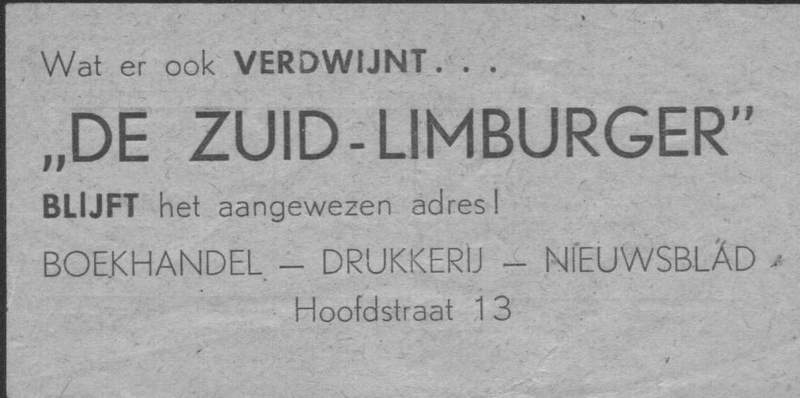 Wat er ook VERDWIJNT...
„DE ZUID-LIMBURGER”
BLIJFT het aangewezen adres!
BOEKHANDEL — DRUKKERIJ — NIEUWSBLAD
Hoofdstraat 13